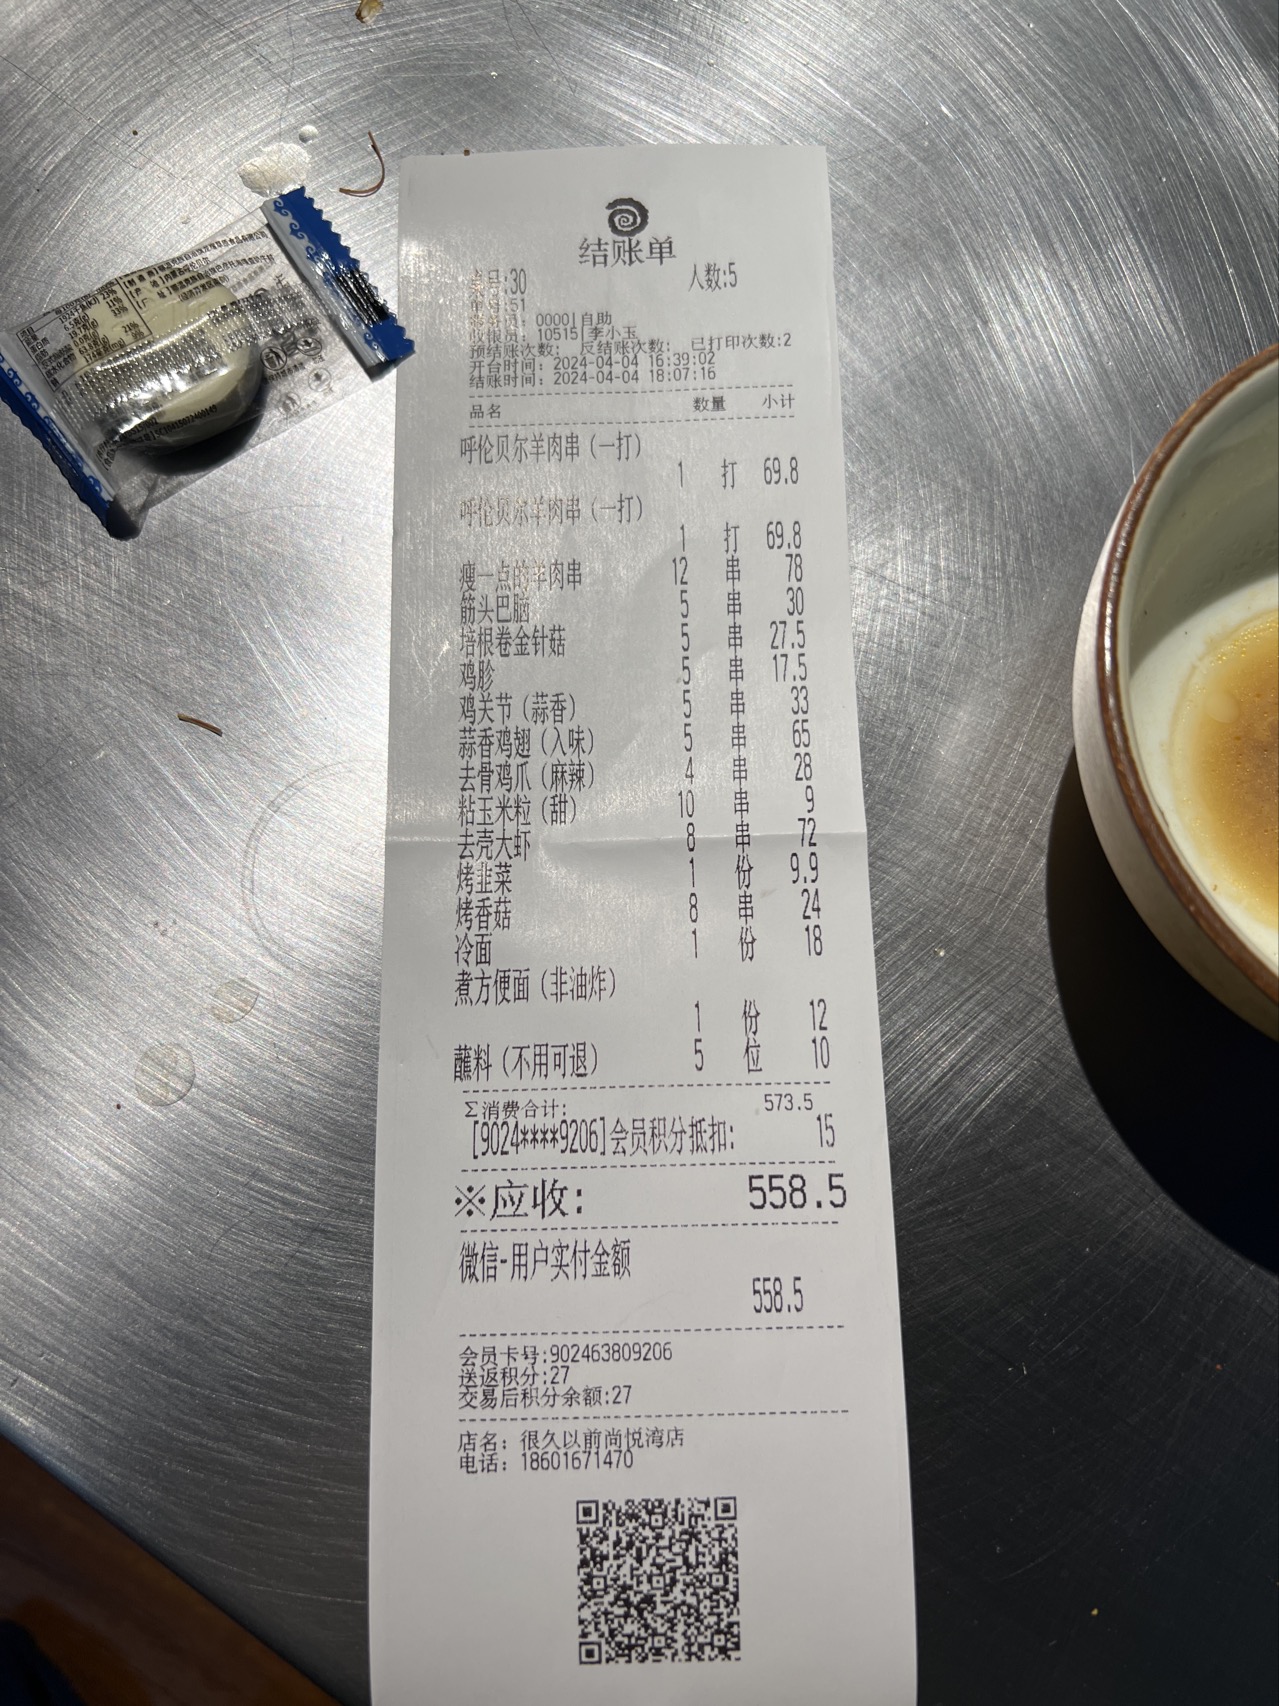 结账单
桌号:30 人数:5
单号:51
0000|自助
收银员: 10515|李小玉
预结账次数: 反结账次数: 已打印次数:2
开台时间: 2024-04-04 16:39:02
结账时间: 2024-04-04 18:07:16
品名 数量 小计
呼伦贝尔羊肉串(一打)
1 打 69.8
呼伦贝尔羊肉串(一打)
1 打 69.8
瘦一点的羊肉串 12 串 78
筋头巴脑 5 串 30
培根卷金针菇 5 串 27.5
鸡胗 5 串 17.5
鸡关节(蒜香) 5 串 33
蒜香鸡翅(入味) 5 串 65
去骨鸡爪(麻辣) 4 串 28
粘玉米粒(甜) 10 串 9
去壳大虾 8 串 72
烤韭菜 1 份 9.9
烤香菇 8 串 24
冷面 1 份 18
煮方便面(非油炸)
1 份 12
蘸料(不用可退) 5 位 10
Σ消费合计: 573.5
[9024****9206]会员积分抵扣: 15
※应收: 558.5
微信-用户实付金额
558.5
会员卡号:902463809206
送返积分:27
交易后积分余额:27
店名: 很久以前尚悦湾店
电话: 18601671470